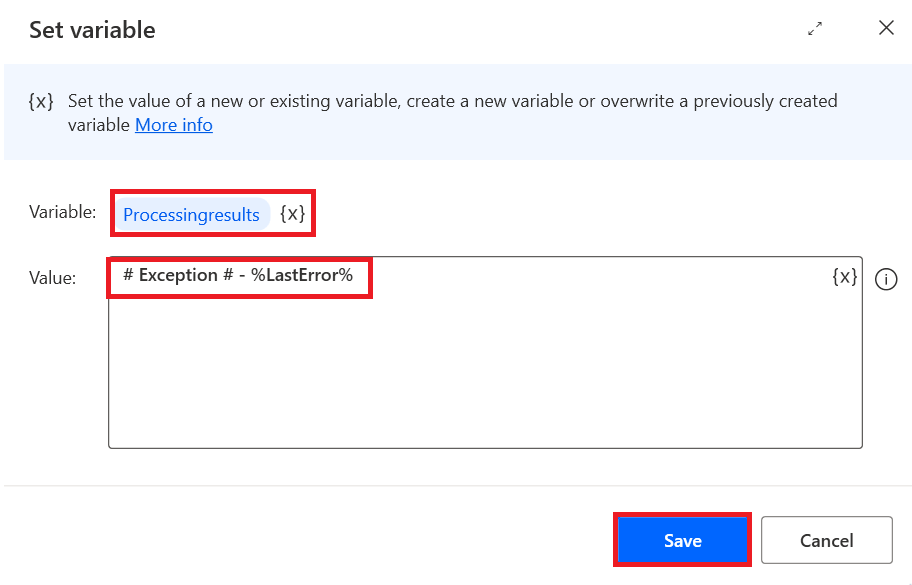 Set variable
{x} Set the value of a new or existing variable, create a new variable or overwrite a previously created
variable More info
Variable: Processingresults {x}
Value: # Exception # - %LastError% {x}
Save Cancel